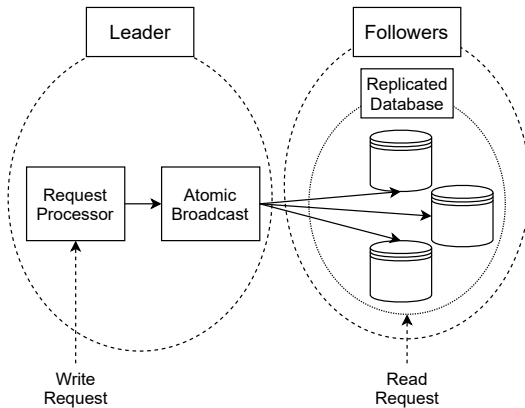 Leader
Followers
Replicated
Database
Request
Processor
Atomic
Broadcast
Write
Request
Read
Request